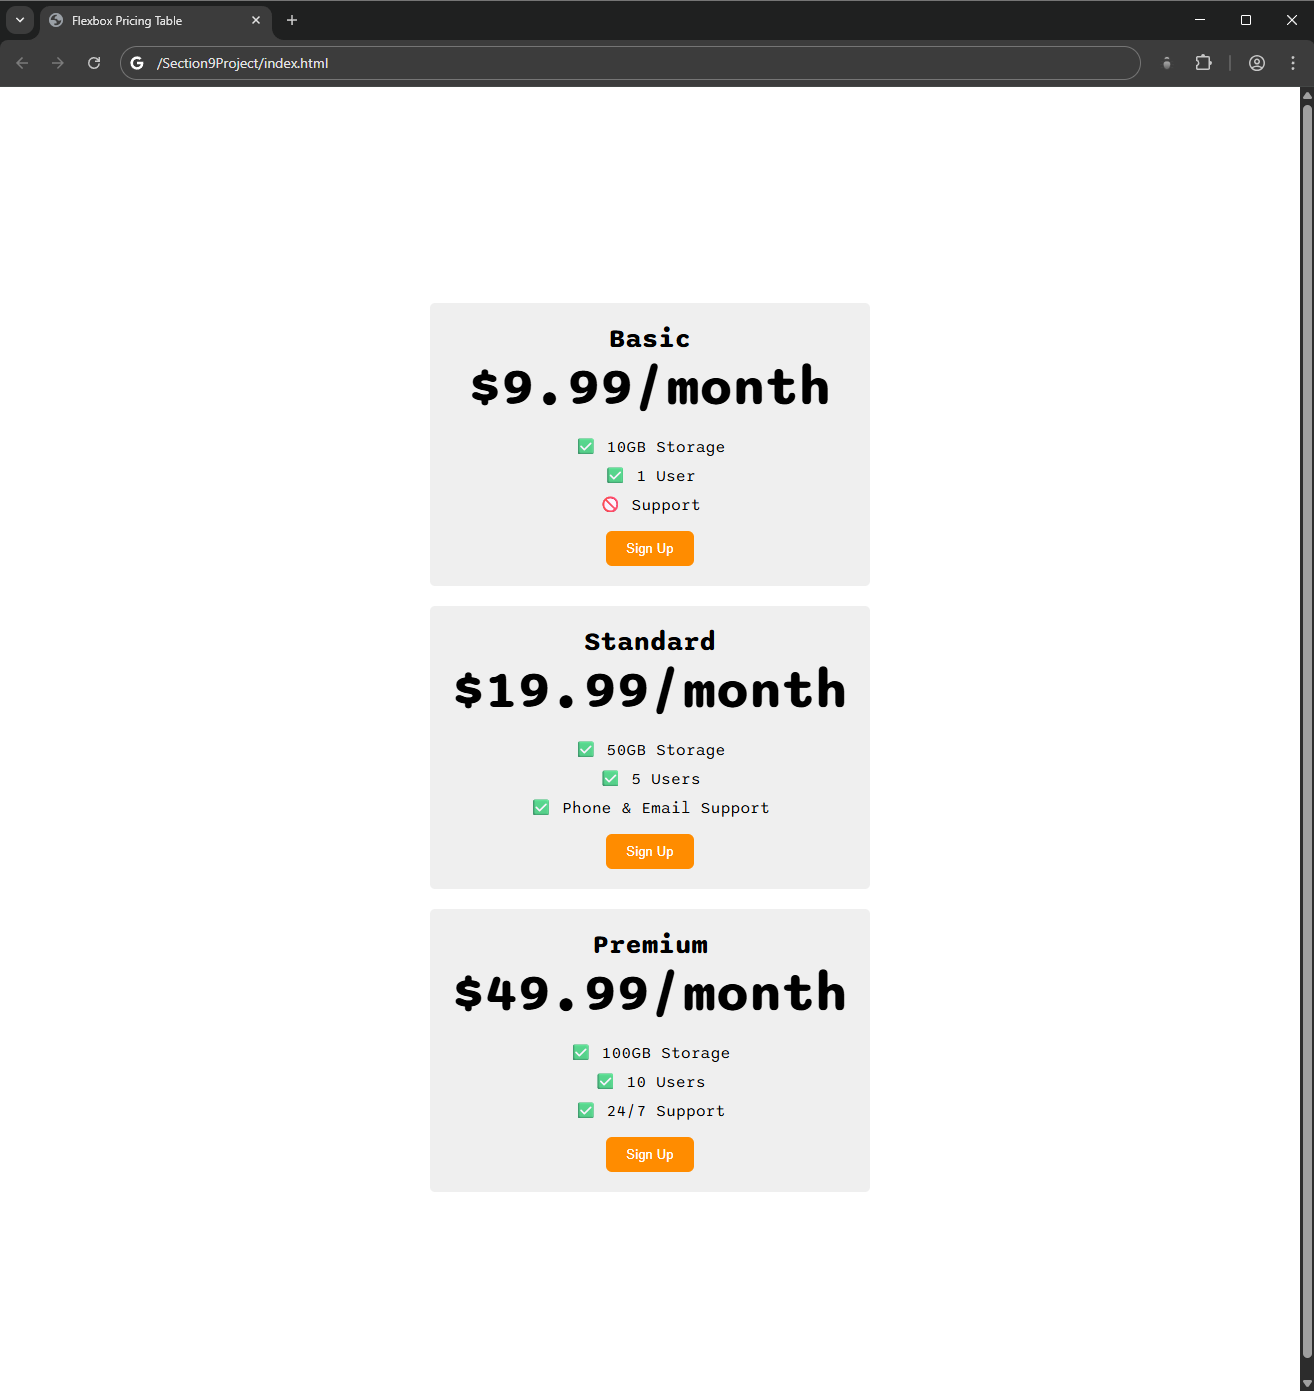 Flexbox Pricing Table
/Section9Project/index.html
Basic
$9.99/month
✅ 10GB Storage
✅ 1 User
🚫 Support
Sign Up
Standard
$19.99/month
✅ 50GB Storage
✅ 5 Users
✅ Phone & Email Support
Sign Up
Premium
$49.99/month
✅ 100GB Storage
✅ 10 Users
✅ 24/7 Support
Sign Up